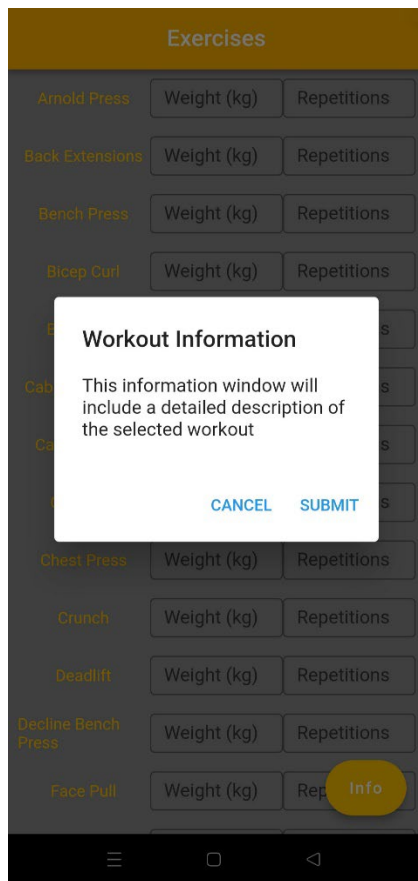 Exercises
Arnold Press Weight (kg) Repetitions
Back Extensions Weight (kg) Repetitions
Bench Press Weight (kg) Repetitions
Bicep Curl Weight (kg) Repetitions
Workout Information
This information window will
include a detailed description of
the selected workout
CANCEL SUBMIT
Chest Press Weight (kg) Repetitions
Crunch Weight (kg) Repetitions
Deadlift Weight (kg) Repetitions
Decline Bench
Press Weight (kg) Repetitions
Face Pull Weight (kg) Rep
Info